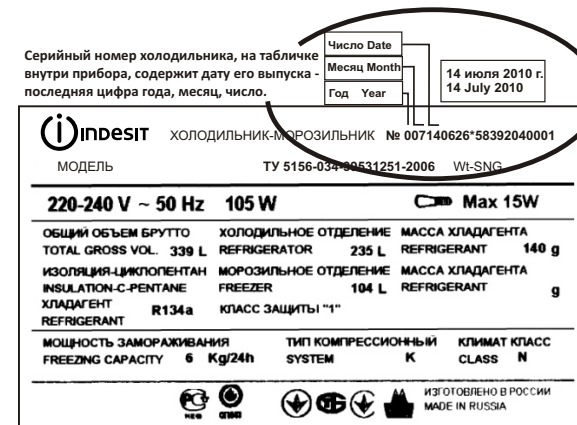 Серийный номер холодильника, на табличке
внутри прибора, содержит дату его выпуска -
последняя цифра года, месяц, число.
Число Date
Месяц Month
Год Year
14 июля 2010 г.
14 July 2010
INDESIT ХОЛОДИЛЬНИК-МОРОЗИЛЬНИК № 007140626*58392040001
МОДЕЛЬ ТУ 5156-034-39531251-2006 Wt-SNG
220-240 V ~ 50 Hz 105 W Max 15W
ОБЩИЙ ОБЪЕМ БРУТТО ХОЛОДИЛЬНОЕ ОТДЕЛЕНИЕ МАССА ХЛАДАГЕНТА
TOTAL GROSS VOL. 339 L REFRIGERATOR 235 L REFRIGERANT 140 g
ИЗОЛЯЦИЯ-ЦИКЛОПЕНТАН МОРОЗИЛЬНОЕ ОТДЕЛЕНИЕ МАССА ХЛАДАГЕНТА
INSULATION-C-PENTANE FREEZER 104 L REFRIGERANT g
ХЛАДАГЕНТ R134a КЛАСС ЗАЩИТЫ "1"
REFRIGERANT
МОЩНОСТЬ ЗАМОРАЖИВАНИЯ ТИП КОМПРЕССИОННЫЙ КЛИМАТ КЛАСС
FREEZING CAPACITY 6 Kg/24h SYSTEM K CLASS N
ИЗГОТОВЛЕНО В РОССИИ
MADE IN RUSSIA